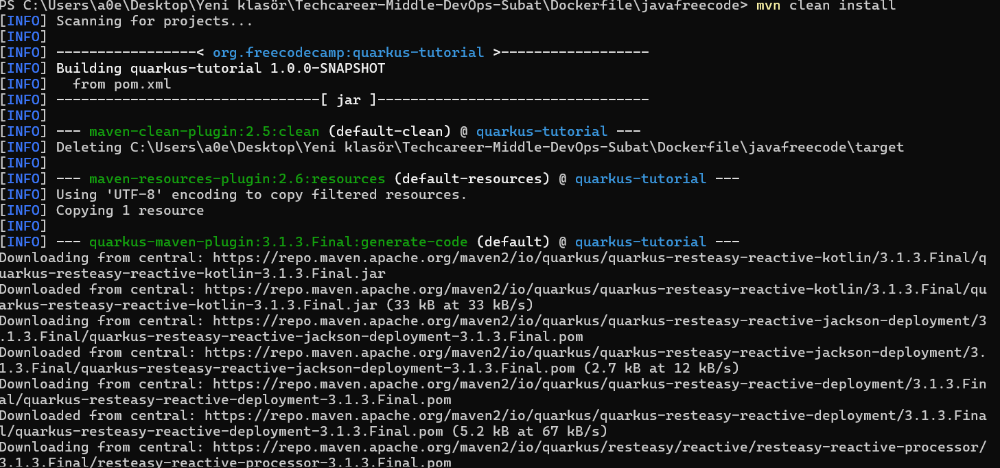 PS C:\Users\a0e\Desktop\Yeni klasör\Techcareer-Middle-DevOps-Subat\Dockerfile\javafreecode> mvn clean install
[INFO] Scanning for projects...
[INFO]
[INFO] -----------------< org.freecodecamp:quarkus-tutorial >------------------
[INFO] Building quarkus-tutorial 1.0.0-SNAPSHOT
[INFO]   from pom.xml
[INFO] --------------------------------[ jar ]---------------------------------
[INFO]
[INFO] --- maven-clean-plugin:2.5:clean (default-clean) @ quarkus-tutorial ---
[INFO] Deleting C:\Users\a0e\Desktop\Yeni klasör\Techcareer-Middle-DevOps-Subat\Dockerfile\javafreecode\target
[INFO]
[INFO] --- maven-resources-plugin:2.6:resources (default-resources) @ quarkus-tutorial ---
[INFO] Using 'UTF-8' encoding to copy filtered resources.
[INFO] Copying 1 resource
[INFO]
[INFO] --- quarkus-maven-plugin:3.1.3.Final:generate-code (default) @ quarkus-tutorial ---
Downloading from central: https://repo.maven.apache.org/maven2/io/quarkus/quarkus-resteasy-reactive-kotlin/3.1.3.Final/q
uarkus-resteasy-reactive-kotlin-3.1.3.Final.jar
Downloaded from central: https://repo.maven.apache.org/maven2/io/quarkus/quarkus-resteasy-reactive-kotlin/3.1.3.Final/qu
arkus-resteasy-reactive-kotlin-3.1.3.Final.jar (33 kB at 33 kB/s)
Downloading from central: https://repo.maven.apache.org/maven2/io/quarkus/quarkus-resteasy-reactive-jackson-deployment/3
.1.3.Final/quarkus-resteasy-reactive-jackson-deployment-3.1.3.Final.pom
Downloaded from central: https://repo.maven.apache.org/maven2/io/quarkus/quarkus-resteasy-reactive-jackson-deployment/3.
1.3.Final/quarkus-resteasy-reactive-jackson-deployment-3.1.3.Final.pom (2.7 kB at 12 kB/s)
Downloading from central: https://repo.maven.apache.org/maven2/io/quarkus/quarkus-resteasy-reactive-deployment/3.1.3.Fin
al/quarkus-resteasy-reactive-deployment-3.1.3.Final.pom
Downloaded from central: https://repo.maven.apache.org/maven2/io/quarkus/quarkus-resteasy-reactive-deployment/3.1.3.Fina
l/quarkus-resteasy-reactive-deployment-3.1.3.Final.pom (5.2 kB at 67 kB/s)
Downloading from central: https://repo.maven.apache.org/maven2/io/quarkus/resteasy/reactive/resteasy-reactive-processor/
3.1.3.Final/resteasy-reactive-processor-3.1.3.Final.pom